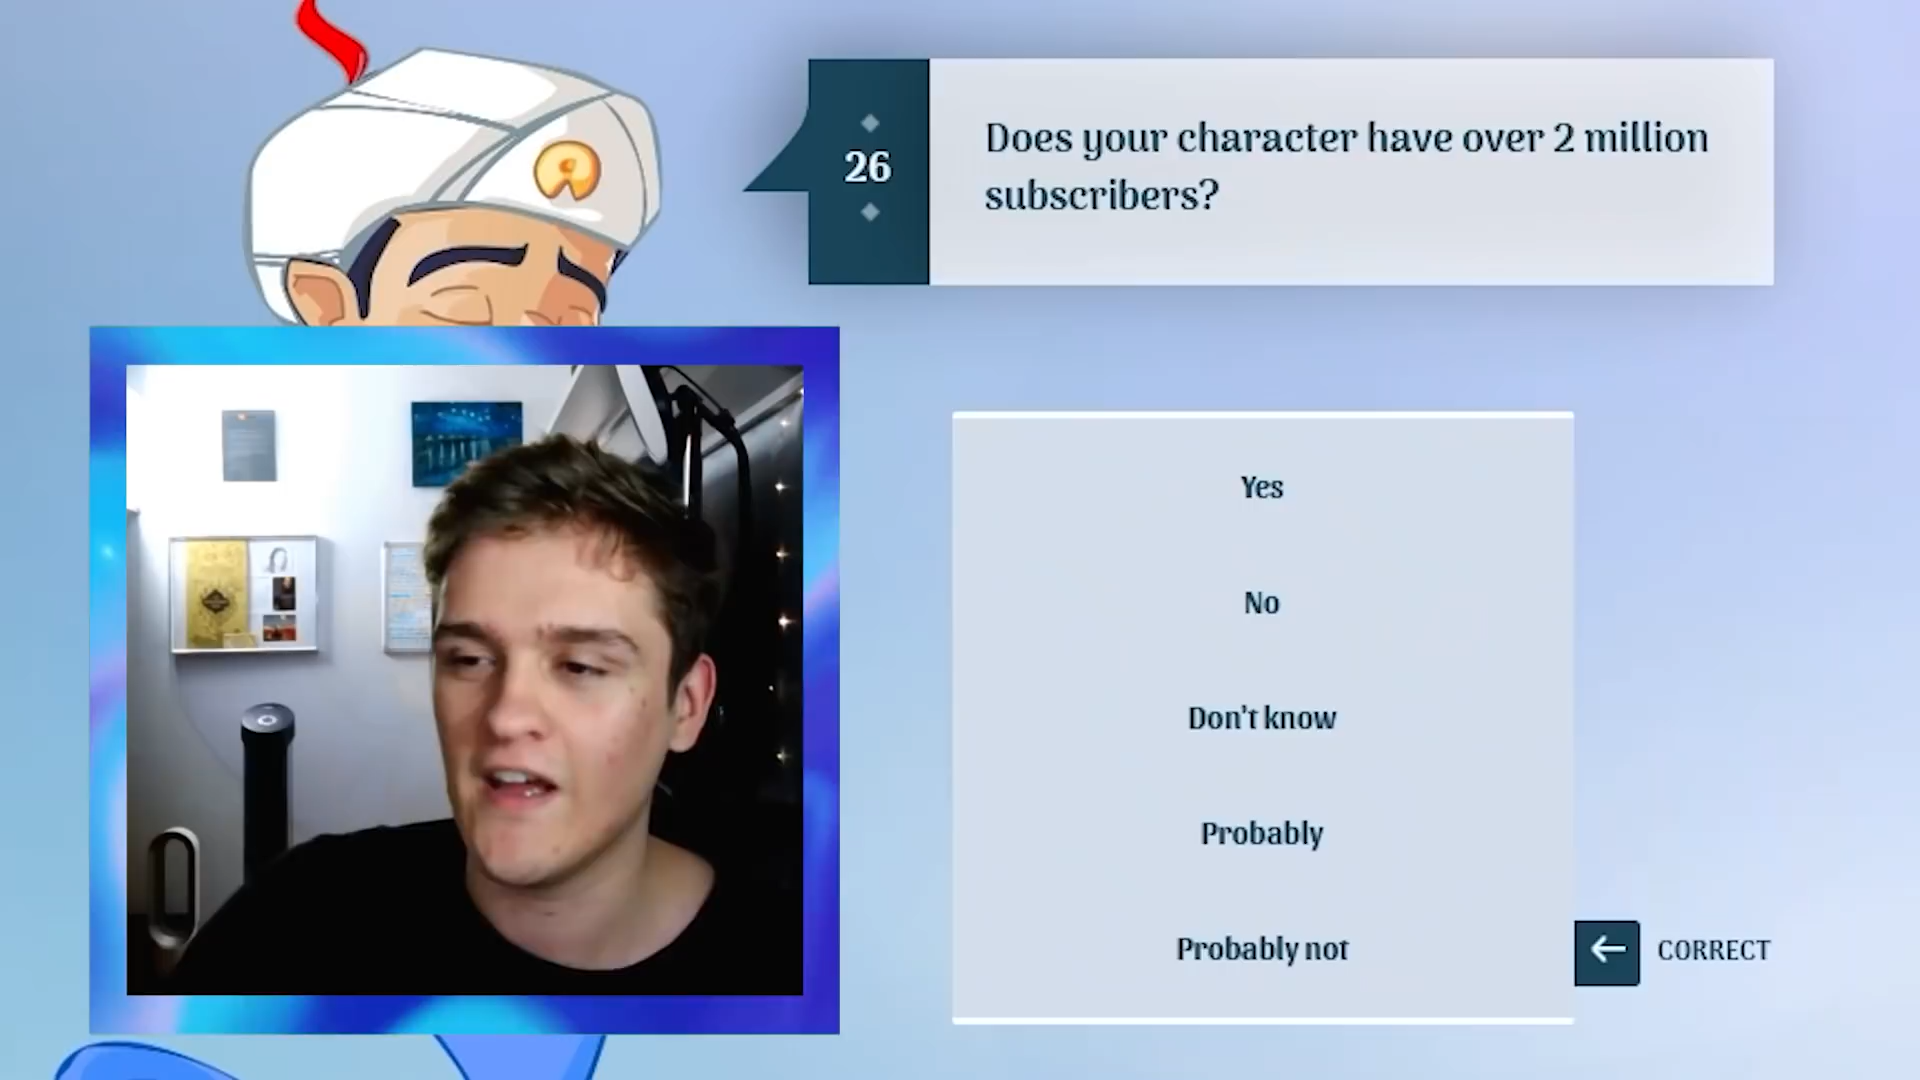 26
Does your character have over 2 million
subscribers?
Yes
No
Don't know
Probably
Probably not
CORRECT